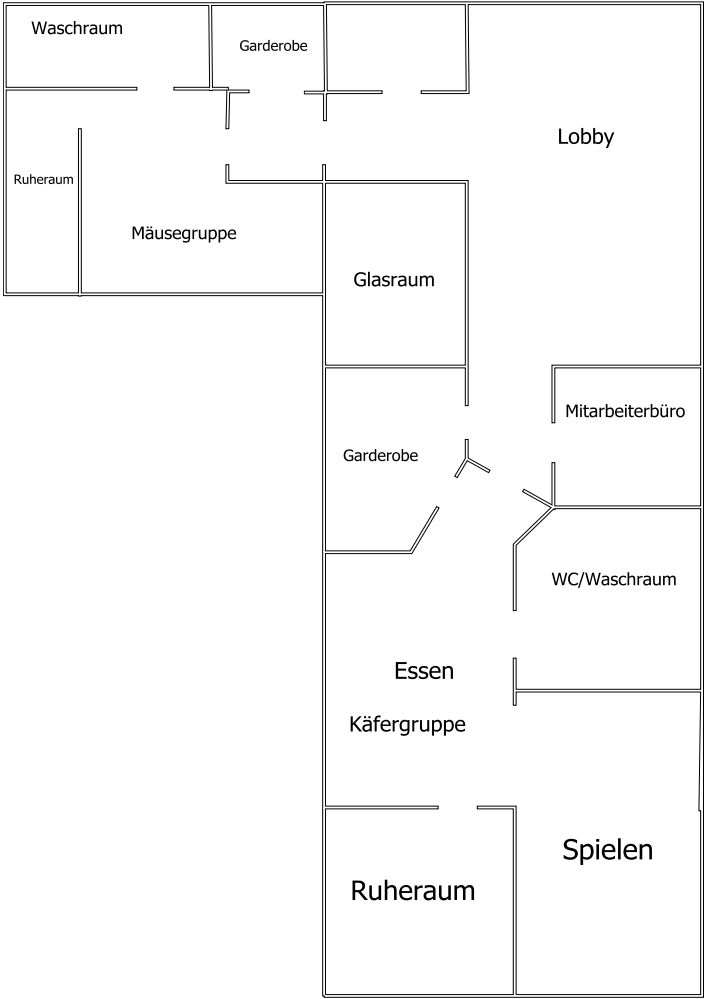 Waschraum
Garderobe
Lobby
Ruheraum
Mäusegruppe
Glasraum
Mitarbeiterbüro
Garderobe
WC/Waschraum
Essen
Käfergruppe
Spielen
Ruheraum